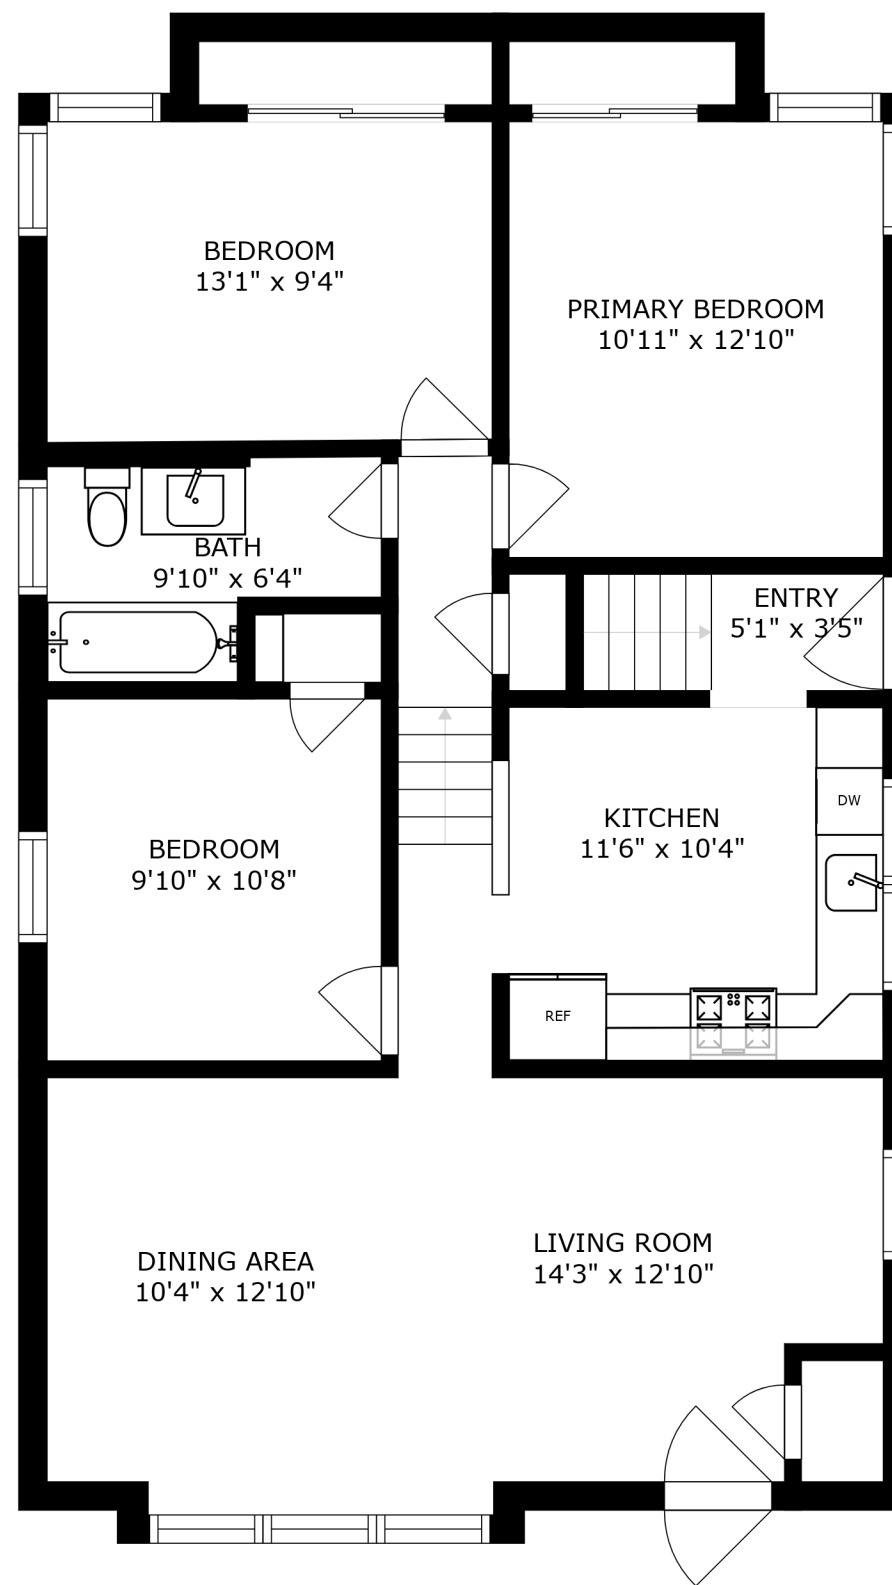 BEDROOM
13'1" x 9'4"
PRIMARY BEDROOM
10'11" x 12'10"
BATH
9'10" x 6'4"
ENTRY
5'1" x 3'5"
KITCHEN
11'6" x 10'4"
DW
BEDROOM
9'10" x 10'8"
REF
DINING AREA
10'4" x 12'10"
LIVING ROOM
14'3" x 12'10"